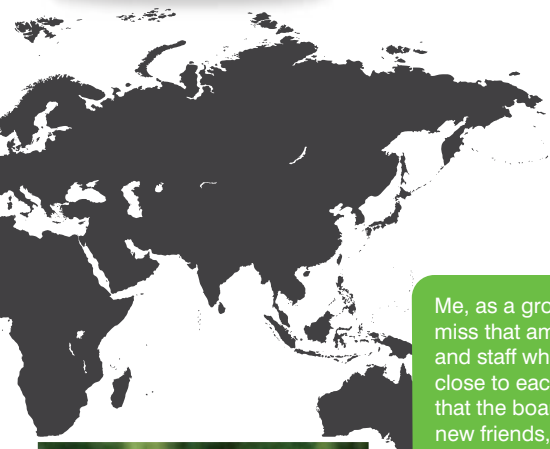 Me, as a gro
miss that am
and staff wh
close to eac
that the boa
new friends,